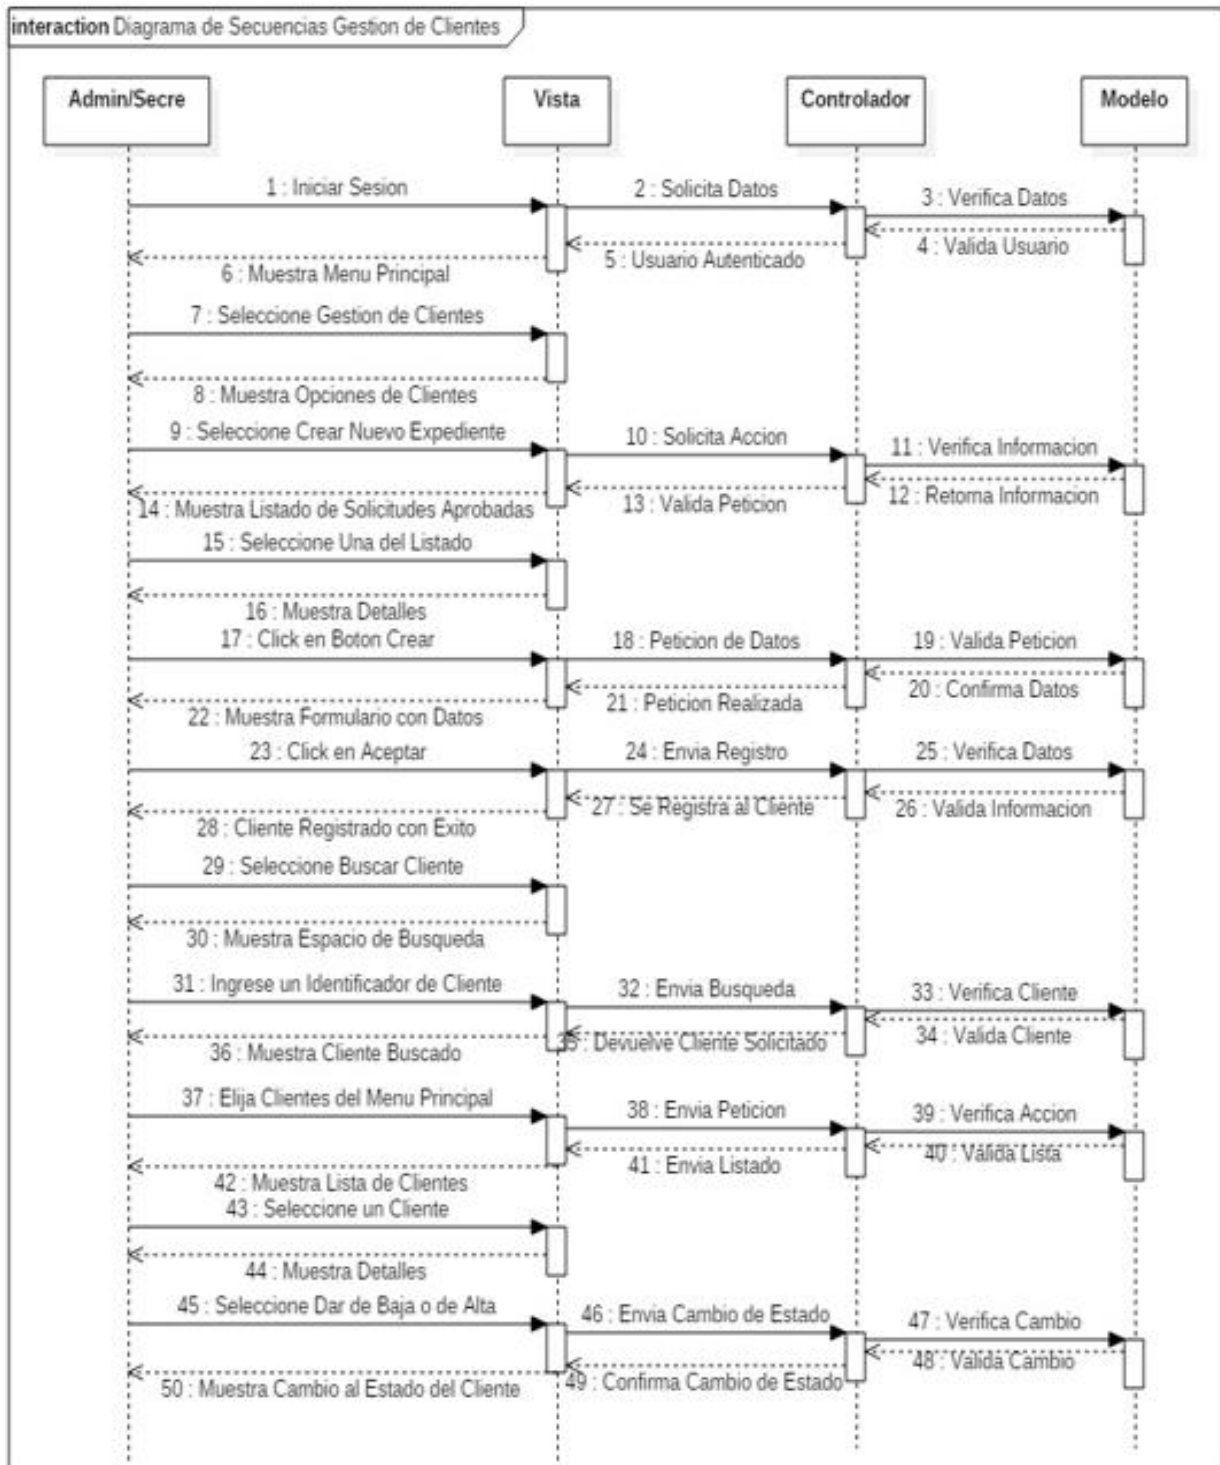 interaction Diagrama de Secuencias Gestion de Clientes
Admin/Secre
Vista
Controlador
Modelo
1 : Iniciar Sesion
2 : Solicita Datos
3 : Verifica Datos
4 : Valida Usuario
5 : Usuario Autenticado
6 : Muestra Menu Principal
7 : Seleccione Gestion de Clientes
8 : Muestra Opciones de Clientes
9 : Seleccione Crear Nuevo Expediente
10 : Solicita Accion
11 : Verifica Informacion
12 : Retorna Informacion
13 : Valida Peticion
14 : Muestra Listado de Solicitudes Aprobadas
15 : Seleccione Una del Listado
16 : Muestra Detalles
17 : Click en Boton Crear
18 : Peticion de Datos
19 : Valida Peticion
20 : Confirma Datos
21 : Peticion Realizada
22 : Muestra Formulario con Datos
23 : Click en Aceptar
24 : Envia Registro
25 : Verifica Datos
26 : Valida Informacion
27 : Se Registra al Cliente
28 : Cliente Registrado con Exito
29 : Seleccione Buscar Cliente
30 : Muestra Espacio de Busqueda
31 : Ingrese un Identificador de Cliente
32 : Envia Busqueda
33 : Verifica Cliente
34 : Valida Cliente
35 : Devuelve Cliente Solicitado
36 : Muestra Cliente Buscado
37 : Elija Clientes del Menu Principal
38 : Envia Peticion
39 : Verifica Accion
40 : Valida Lista
41 : Envia Listado
42 : Muestra Lista de Clientes
43 : Seleccione un Cliente
44 : Muestra Detalles
45 : Seleccione Dar de Baja o de Alta
46 : Envia Cambio de Estado
47 : Verifica Cambio
48 : Valida Cambio
49 : Confirma Cambio de Estado
50 : Muestra Cambio al Estado del Cliente